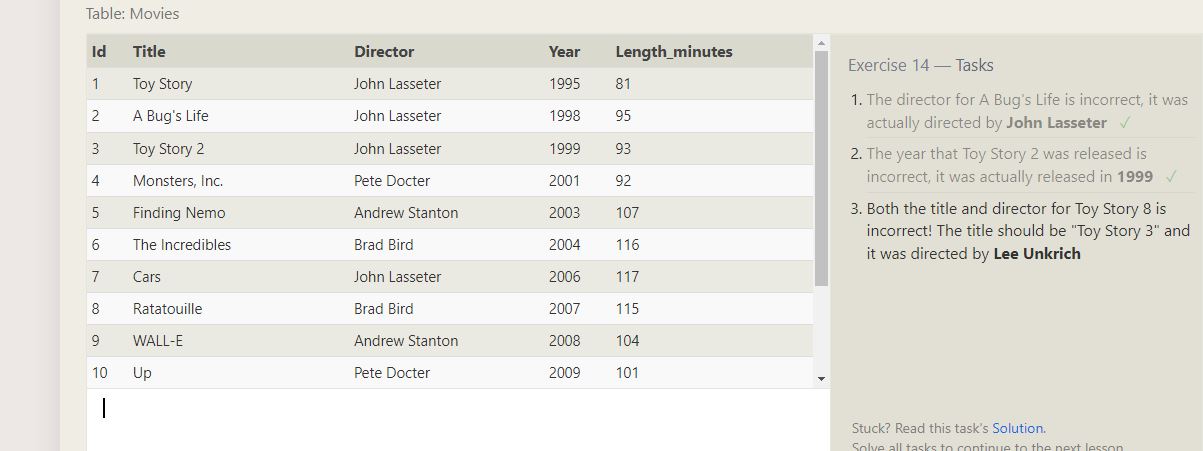 Table: Movies
Id Title Director Year Length_minutes
1 Toy Story John Lasseter 1995 81
2 A Bug's Life John Lasseter 1998 95
3 Toy Story 2 John Lasseter 1999 93
4 Monsters, Inc. Pete Docter 2001 92
5 Finding Nemo Andrew Stanton 2003 107
6 The Incredibles Brad Bird 2004 116
7 Cars John Lasseter 2006 117
8 Ratatouille Brad Bird 2007 115
9 WALL-E Andrew Stanton 2008 104
10 Up Pete Docter 2009 101
Exercise 14 — Tasks
1. The director for A Bug's Life is incorrect, it was
actually directed by John Lasseter ✓
2. The year that Toy Story 2 was released is
incorrect, it was actually released in 1999 ✓
3. Both the title and director for Toy Story 8 is
incorrect! The title should be "Toy Story 3" and
it was directed by Lee Unkrich
Stuck? Read this task's Solution.
Solve all tasks to continue to the next lesson.